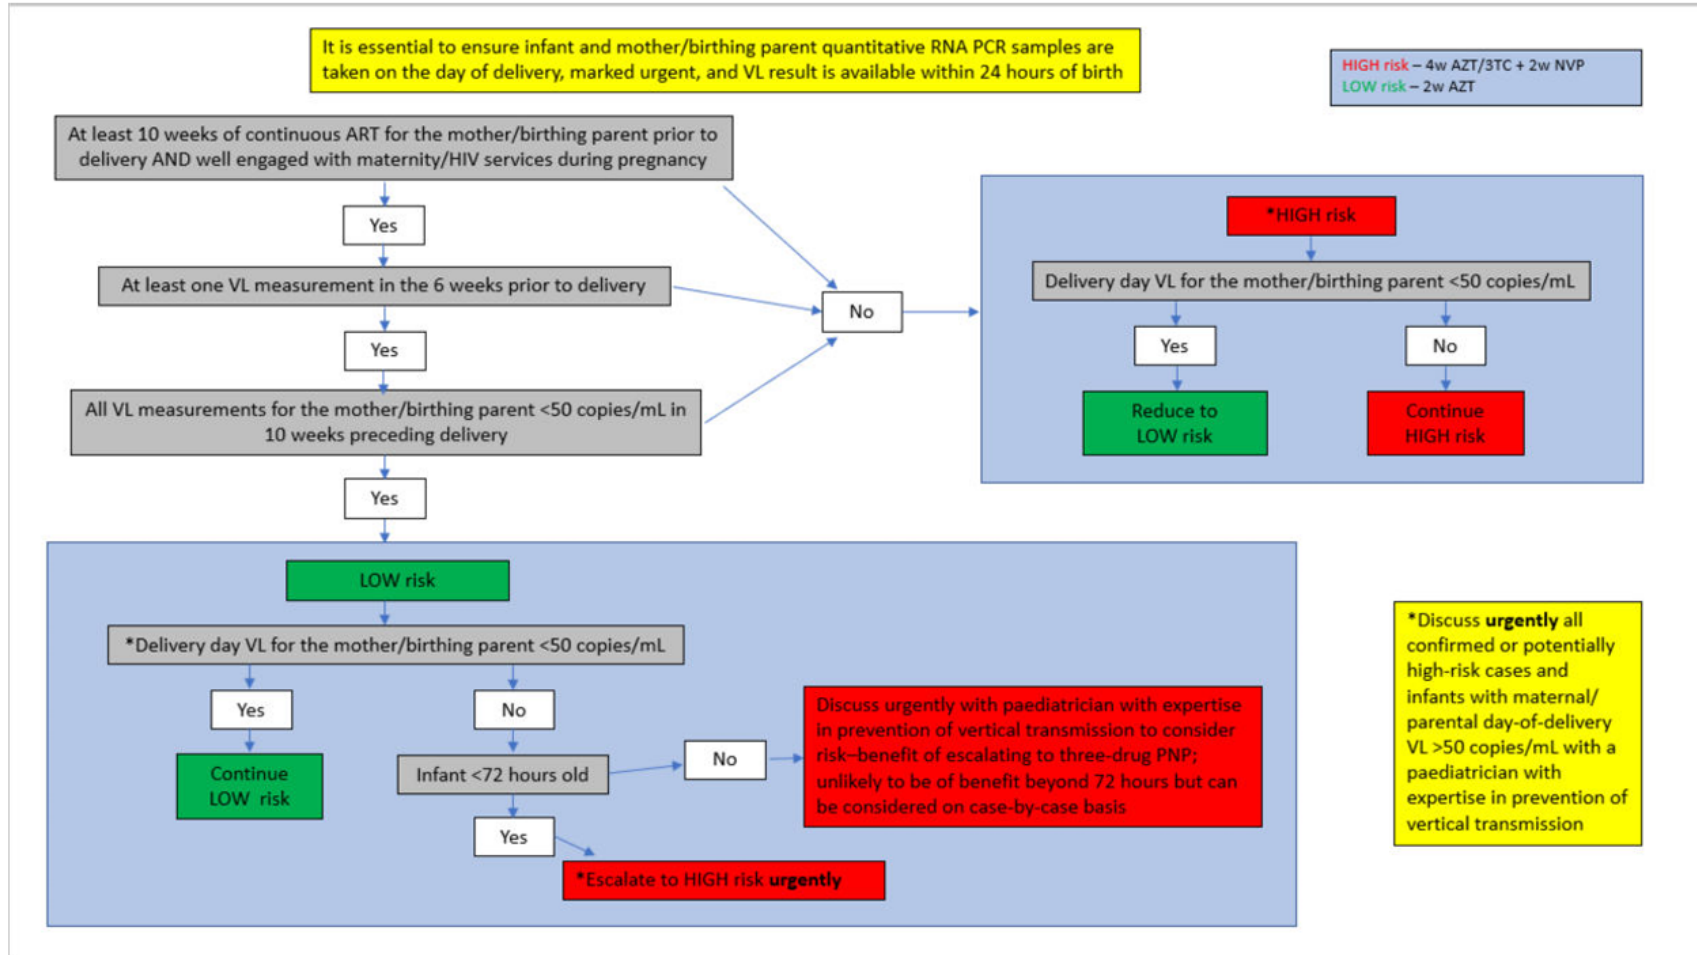 It is essential to ensure infant and mother/birthing parent quantitative RNA PCR samples are
taken on the day of delivery, marked urgent, and VL result is available within 24 hours of birth
HIGH risk – 4w AZT/3TC + 2w NVP
LOW risk – 2w AZT
At least 10 weeks of continuous ART for the mother/birthing parent prior to
delivery AND well engaged with maternity/HIV services during pregnancy
Yes
At least one VL measurement in the 6 weeks prior to delivery
Yes
All VL measurements for the mother/birthing parent <50 copies/mL in
10 weeks preceding delivery
Yes
No
*HIGH risk
Delivery day VL for the mother/birthing parent <50 copies/mL
Yes
No
Reduce to
LOW risk
Continue
HIGH risk
LOW risk
*Delivery day VL for the mother/birthing parent <50 copies/mL
Yes
No
Continue
LOW risk
Infant <72 hours old
No
Yes
Discuss urgently with paediatrician with expertise
in prevention of vertical transmission to consider
risk–benefit of escalating to three-drug PNP;
unlikely to be of benefit beyond 72 hours but can
be considered on case-by-case basis
*Escalate to HIGH risk urgently
*Discuss urgently all
confirmed or potentially
high-risk cases and
infants with maternal/
parental day-of-delivery
VL >50 copies/mL with a
paediatrician with
expertise in prevention of
vertical transmission